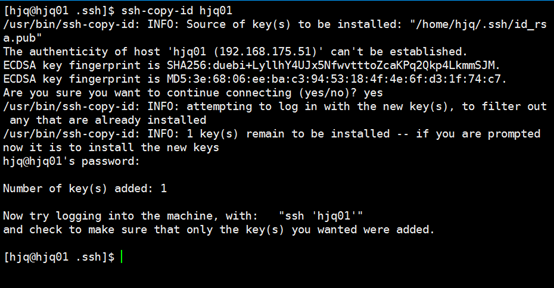 [hjq@hjq01 .ssh]$ ssh-copy-id hjq01
/usr/bin/ssh-copy-id: INFO: Source of key(s) to be installed: "/home/hjq/.ssh/id_rs
a.pub"
The authenticity of host 'hjq01 (192.168.175.51)' can't be established.
ECDSA key fingerprint is SHA256:duebi+LyllhY4UJx5NfwvtttoZcaKPq2Qkp4LkmmSJM.
ECDSA key fingerprint is MD5:3e:68:06:ee:ba:c3:94:53:18:4f:4e:6f:d3:1f:74:c7.
Are you sure you want to continue connecting (yes/no)? yes
/usr/bin/ssh-copy-id: INFO: attempting to log in with the new key(s), to filter out
 any that are already installed
/usr/bin/ssh-copy-id: INFO: 1 key(s) remain to be installed -- if you are prompted
now it is to install the new keys
hjq@hjq01's password:
Number of key(s) added: 1
Now try logging into the machine, with:   "ssh 'hjq01'"
and check to make sure that only the key(s) you wanted were added.
[hjq@hjq01 .ssh]$